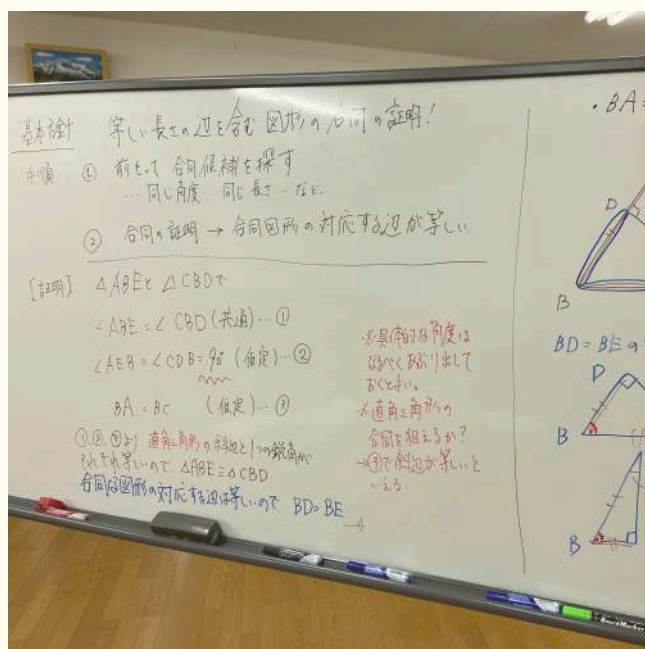 基本方針 等しい長さの辺を含む図形の合同の証明!
手順 ① 前もって合同候補を探す
… 同じ角度、同じ長さ… など。
② 合同の証明 → 合同図形の対応する辺が等しい
[証明] △ABEと△CBDで
∠ABE=∠CBD(共通)…①
∠AEB=∠CDB=90°(仮定)…②
BA=BC (仮定)…③
①,②,③より 直角三角形の斜辺と1つの鋭角が
それぞれ等しいので、△ABE≡△CBD
合同な図形の対応する辺は等しいので、BD=BE
※具体的な角度は
なるべくあぶり出して
おくとよい。
※直角三角形の
合同を狙えるか?
→③で斜辺が等しいと
いえる
・BA=
D
B
BD=BEの
D
B
B
BoardMarker